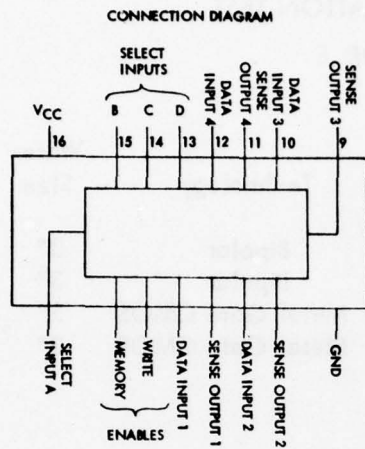 CONNECTION DIAGRAM
SELECT
INPUTS
VCC
B C D
DATA
INPUT 4
SENSE
OUTPUT 4
DATA
INPUT 3
SENSE
OUTPUT 3
16 15 14 13 12 11 10 9
SELECT
INPUT A
MEMORY
WRITE
DATA INPUT 1
SENSE OUTPUT 1
DATA INPUT 2
SENSE OUTPUT 2
GND
ENABLES